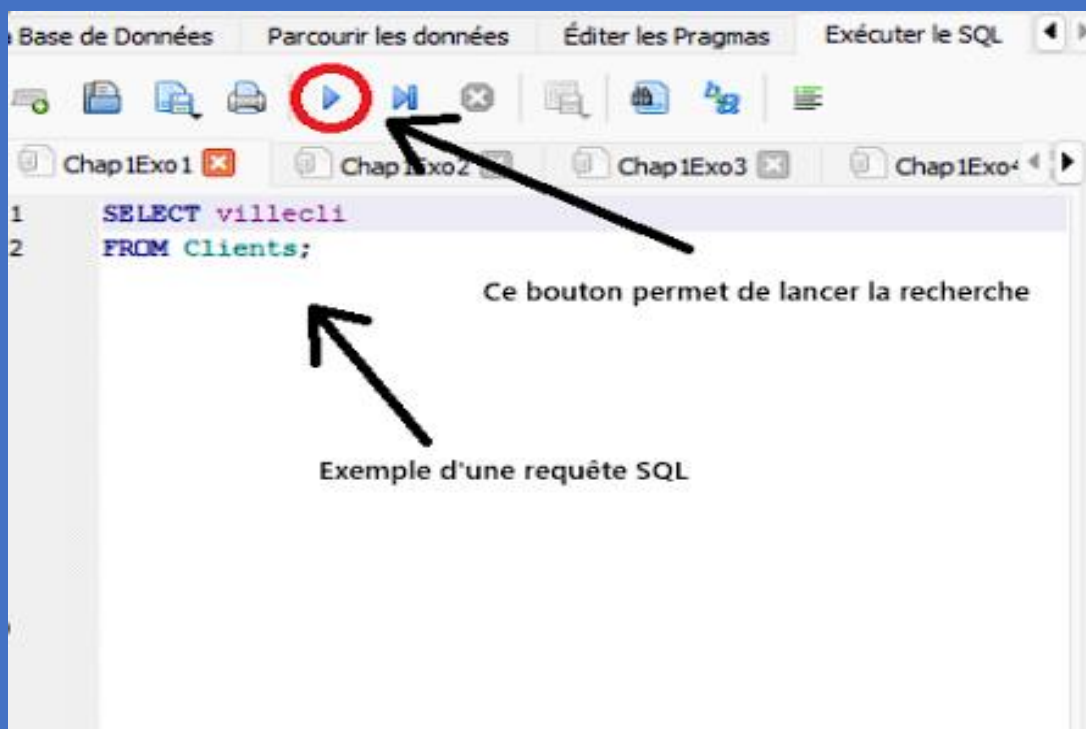 Base de Données Parcourir les données Éditer les Pragmas Exécuter le SQL
Chap1Exo1 Chap1Exo2 Chap1Exo3 Chap1Exo4
1 SELECT villecli
2 FROM Clients;
Ce bouton permet de lancer la recherche
Exemple d'une requête SQL